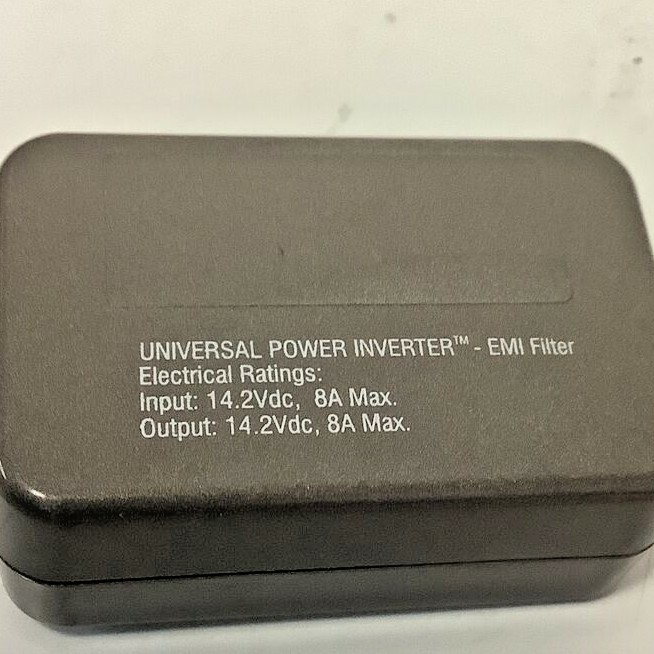 UNIVERSAL POWER INVERTER™ - EMI Filter
Electrical Ratings:
Input: 14.2Vdc, 8A Max.
Output: 14.2Vdc, 8A Max.